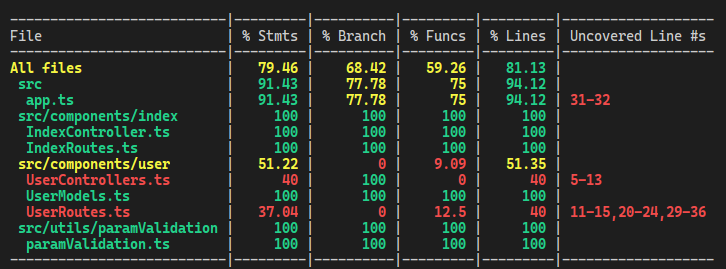 File | % Stmts | % Branch | % Funcs | % Lines | Uncovered Line #s
All files | 79.46 | 68.42 | 59.26 | 81.13 |
src | 91.43 | 77.78 | 75 | 94.12 |
app.ts | 91.43 | 77.78 | 75 | 94.12 | 31-32
src/components/index | 100 | 100 | 100 | 100 |
IndexController.ts | 100 | 100 | 100 | 100 |
IndexRoutes.ts | 100 | 100 | 100 | 100 |
src/components/user | 51.22 | 0 | 9.09 | 51.35 |
UserControllers.ts | 40 | 100 | 0 | 40 | 5-13
UserModels.ts | 100 | 100 | 100 | 100 |
UserRoutes.ts | 37.04 | 0 | 12.5 | 40 | 11-15,20-24,29-36
src/utils/paramValidation | 100 | 100 | 100 | 100 |
paramValidation.ts | 100 | 100 | 100 | 100 |